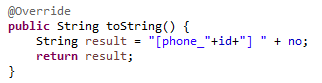 @Override
public String toString() {
    String result = "[phone_"+id+"] " + no;
    return result;
}